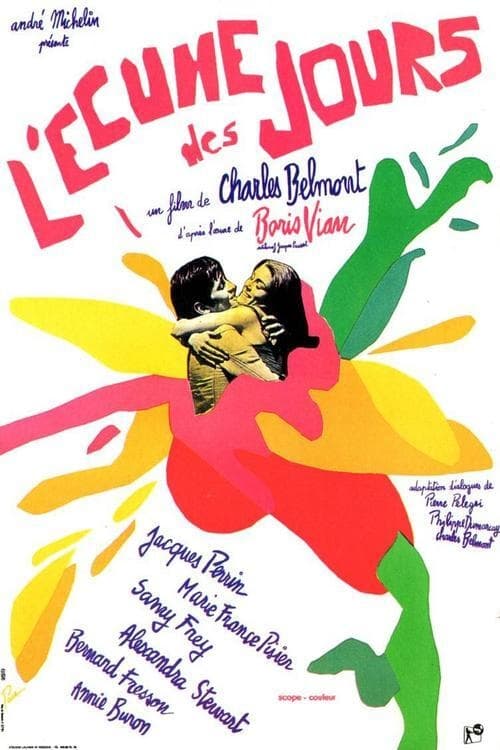 andré Michelin
présente
L'ECUME
des JOURS
un film de Charles Belmont
d'après l'œuvre de Boris Vian
Jacques Perrin
Marie France Pisier
Samy Frey
Alexandra Stewart
Bernard Fresson
Annie Buron
adaptation dialogues de
Pierre Pelegri
Philippe Dumarçay
Charles Belmont
scope - couleur